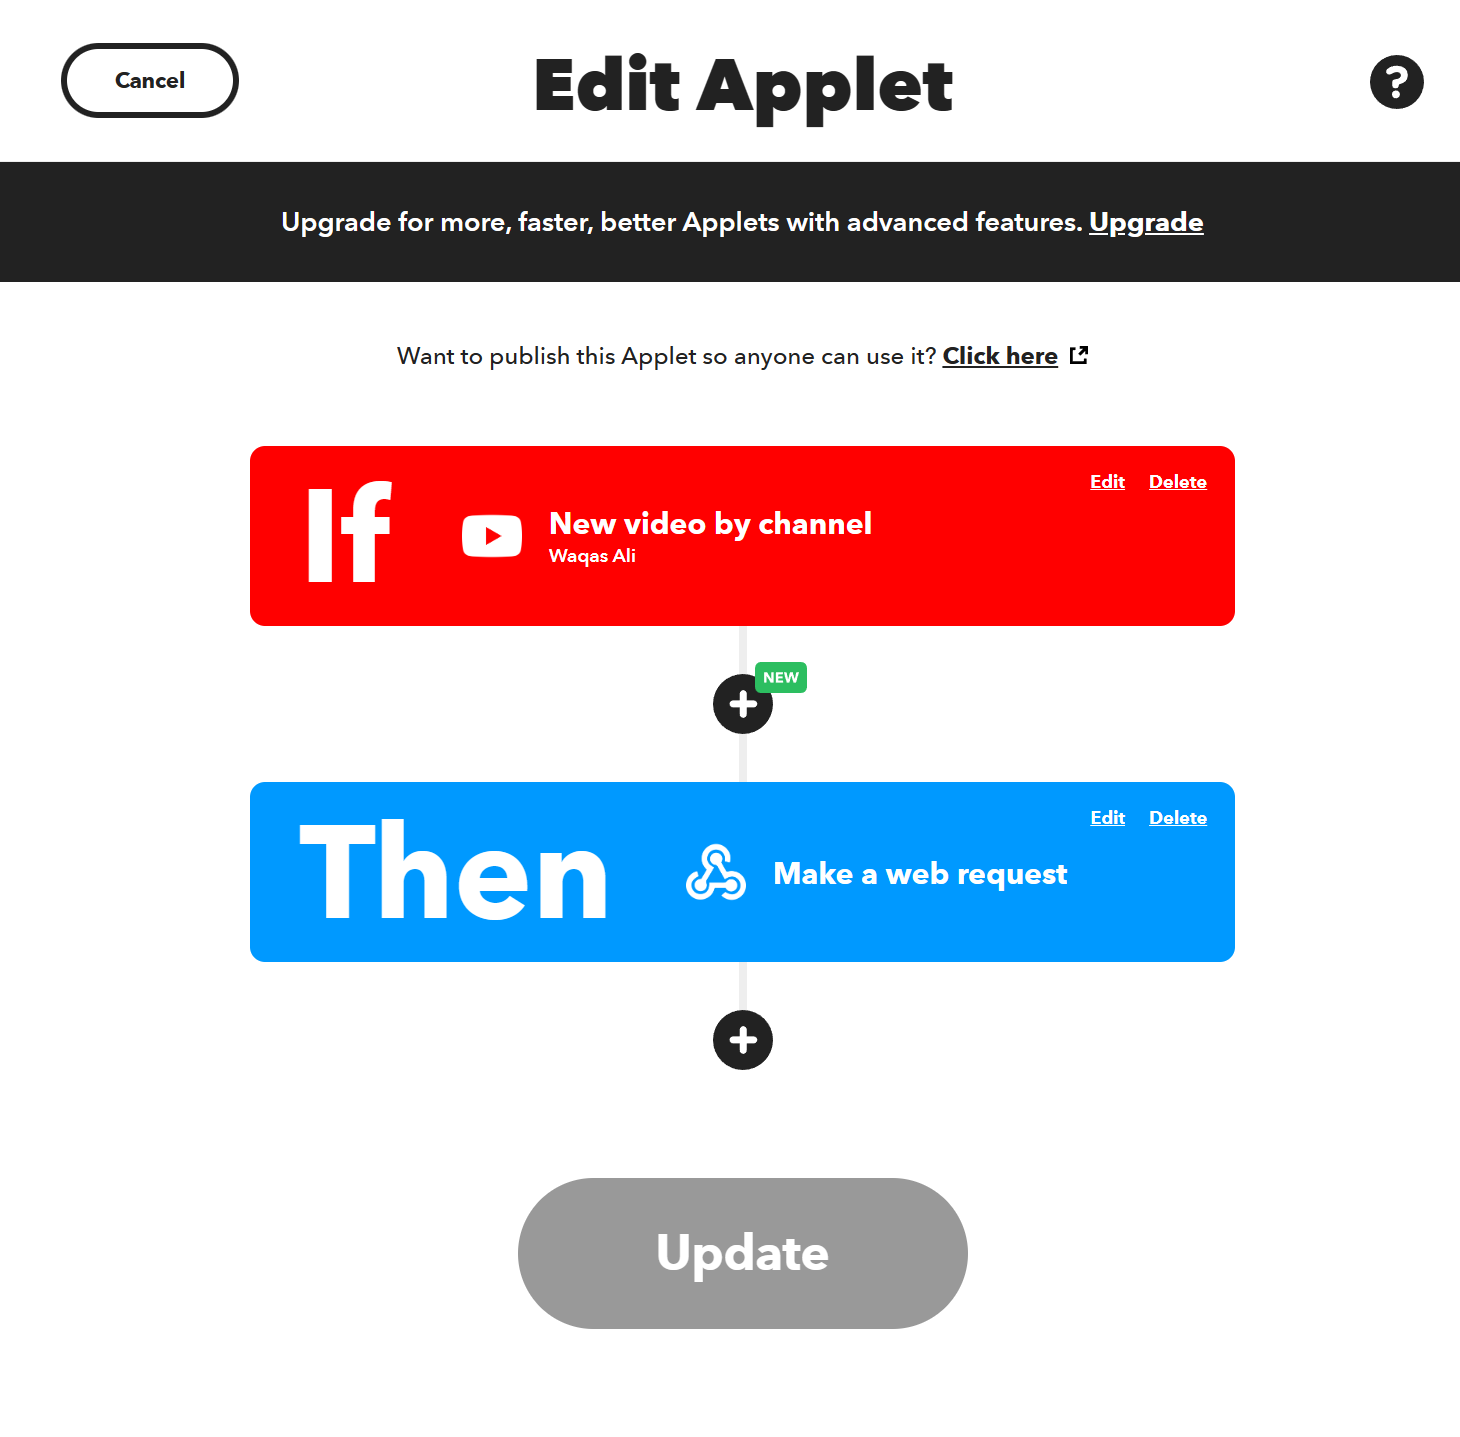 Cancel
Edit Applet
?
Upgrade for more, faster, better Applets with advanced features. Upgrade
Want to publish this Applet so anyone can use it? Click here
If
New video by channel
Waqas Ali
Edit Delete
NEW
Then
Make a web request
Edit Delete
Update